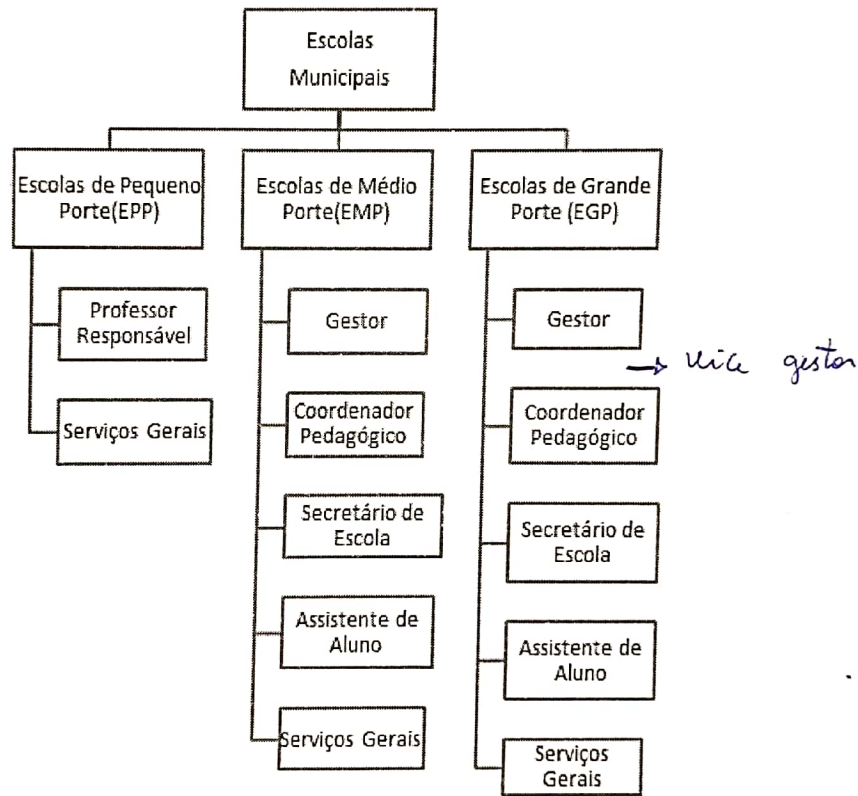 Escolas
Municipais
Escolas de Pequeno
Porte(EPP)
Professor
Responsável
Serviços Gerais
Escolas de Médio
Porte(EMP)
Gestor
Coordenador
Pedagógico
Secretário de
Escola
Assistente de
Aluno
Serviços Gerais
Escolas de Grande
Porte (EGP)
Gestor
→ vice gestor
Coordenador
Pedagógico
Secretário de
Escola
Assistente de
Aluno
Serviços
Gerais